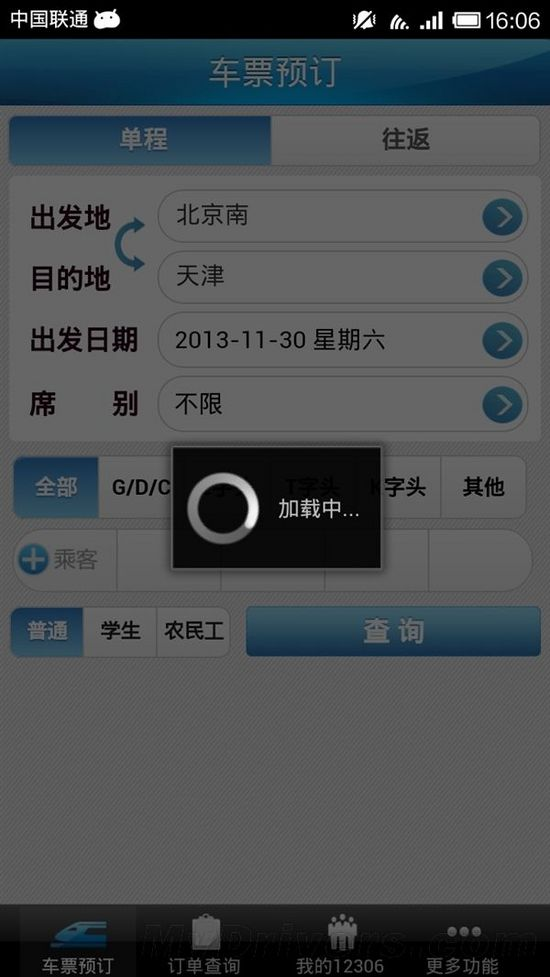 中国联通 16:06
车票预订
单程 往返
出发地 北京南
目的地 天津
出发日期 2013-11-30 星期六
席 别 不限
全部 G/D/C T字头 字头 其他
加载中...
乘客
普通 学生 农民工 查询
MyDrivers.com
车票预订 订单查询 我的12306 更多功能